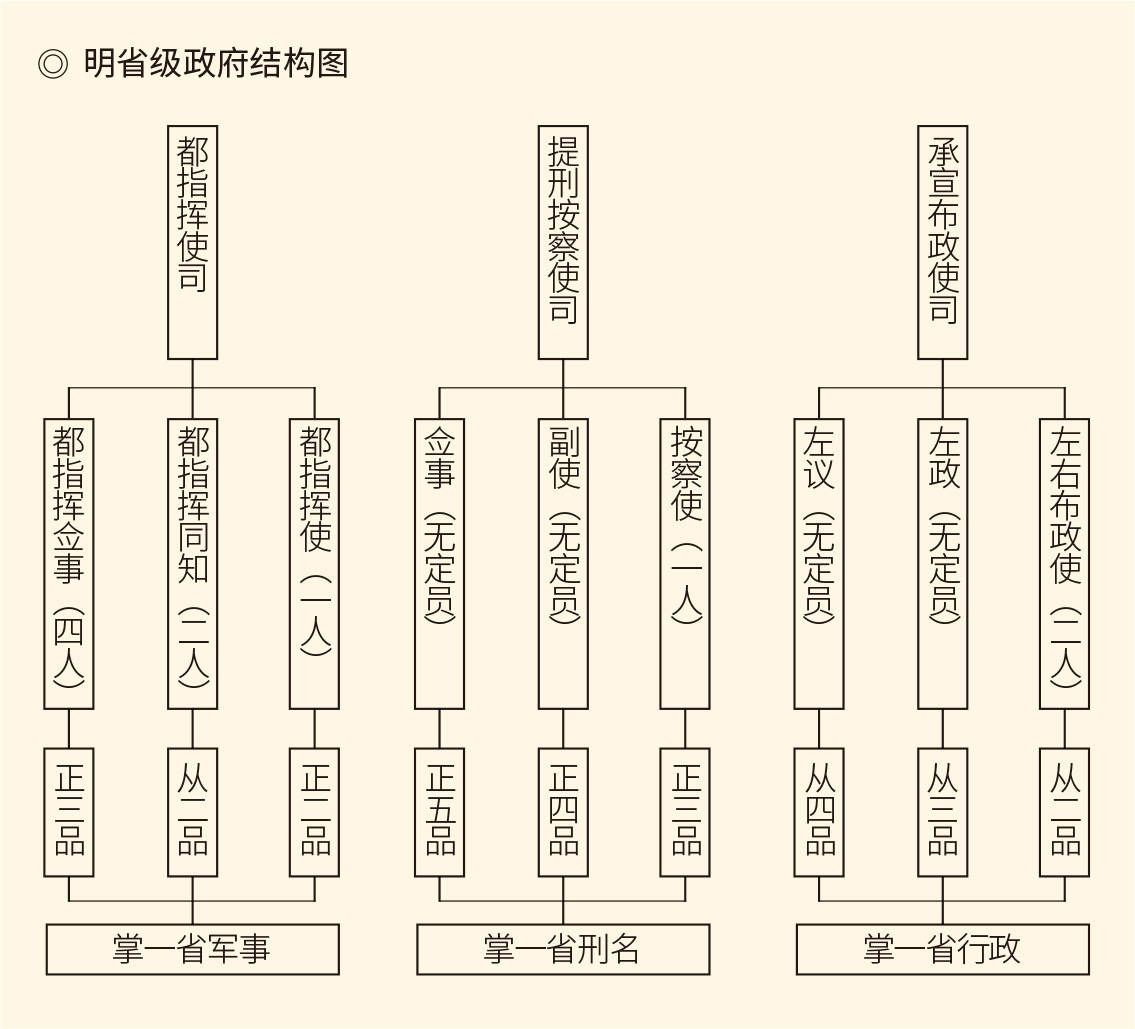 ◎ 明省级政府结构图
都指挥使司
提刑按察使司
承宣布政使司
都指挥佥事（四人）
都指挥同知（二人）
都指挥使（一人）
佥事（无定员）
副使（无定员）
按察使（一人）
左议（无定员）
左政（无定员）
左右布政使（二人）
正三品
从二品
正二品
正五品
正四品
正三品
从四品
从三品
从二品
掌一省军事
掌一省刑名
掌一省行政